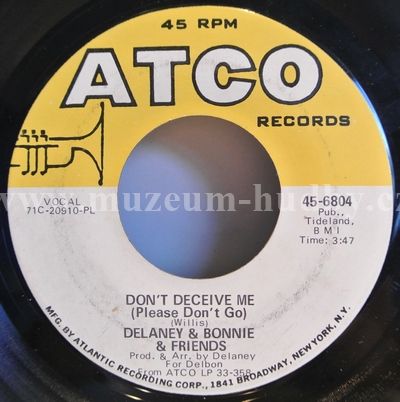 45 RPM
ATCO
RECORDS
VOCAL
71C-20910-PL
45-6804
Pub.,
Tideland,
BMI
Time: 3:47
www.muzeum-hudby.cz
DON'T DECEIVE ME
(Please Don't Go)
(Willis)
DELANEY & BONNIE
& FRIENDS
Prod. & Arr. by Delaney
For Delbon
From ATCO LP 33-358
MFG. BY ATLANTIC RECORDING CORP., 1841 BROADWAY, NEW YORK, N.Y.